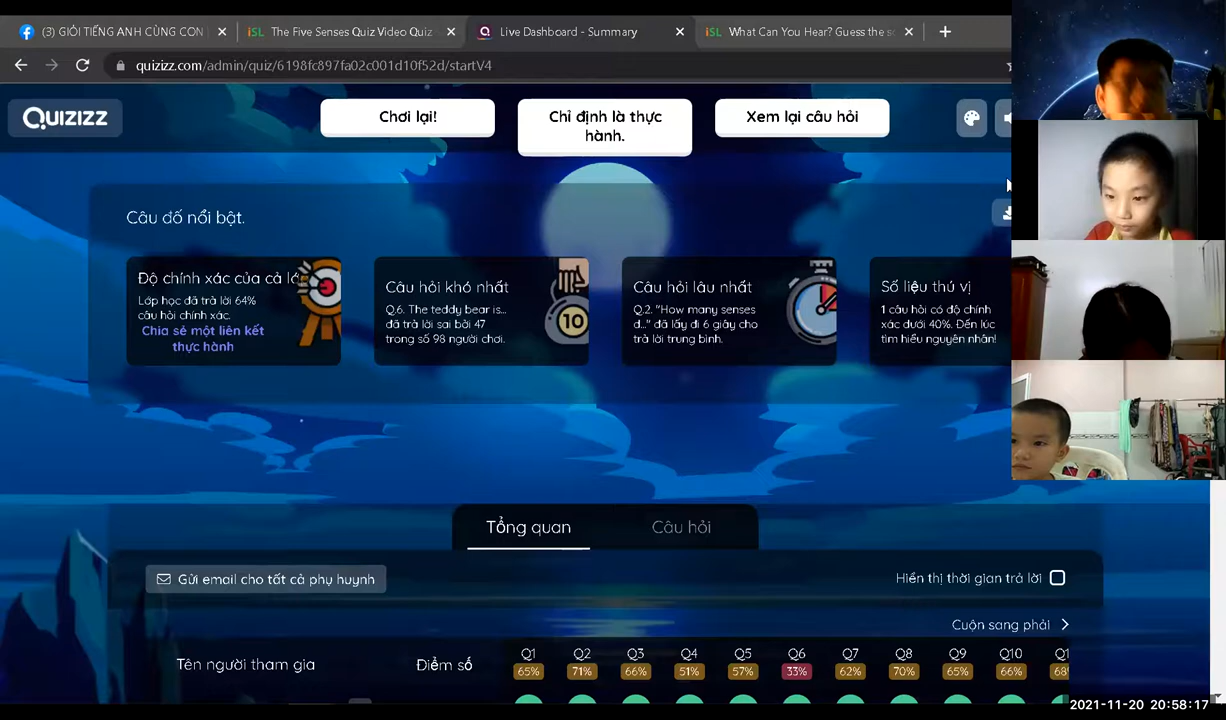 (3) GIỎI TIẾNG ANH CÙNG CON
iSL The Five Senses Quiz Video Quiz
Live Dashboard - Summary
iSL What Can You Hear? Guess the so
quizizz.com/admin/quiz/6198fc897fa02c001d10f52d/startV4
QUIZIZZ
Chơi lại!
Chỉ định là thực
hành.
Xem lại câu hỏi
Câu đố nổi bật.
Độ chính xác của cả lớ
Lớp học đã trả lời 64%
câu hỏi chính xác.
Chia sẻ một liên kết
thực hành
Câu hỏi khó nhất
Q.6. The teddy bear is...
đã trả lời sai bởi 47
trong số 98 người chơi.
10
Câu hỏi lâu nhất
Q.2. "How many senses
d..." đã lấy đi 6 giây cho
trả lời trung bình.
Số liệu thú vị
1 câu hỏi có độ chính
xác dưới 40%. Đến lúc
tìm hiểu nguyên nhân!
Tổng quan
Câu hỏi
Gửi email cho tất cả phụ huynh
Hiển thị thời gian trả lời
Cuộn sang phải
Tên người tham gia
Điểm số
Q1 Q2 Q3 Q4 Q5 Q6 Q7 Q8 Q9 Q10 Q1
65% 71% 66% 51% 57% 33% 62% 70% 65% 66% 68
2021-11-20 20:58:17